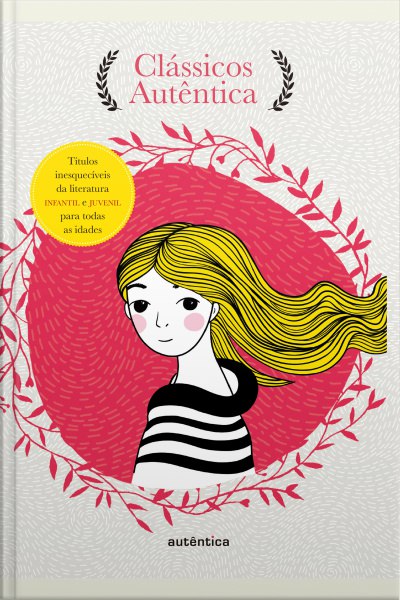 Clássicos
Autêntica
Títulos
inesquecíveis
da literatura
INFANTIL e JUVENIL
para todas
as idades
autêntica